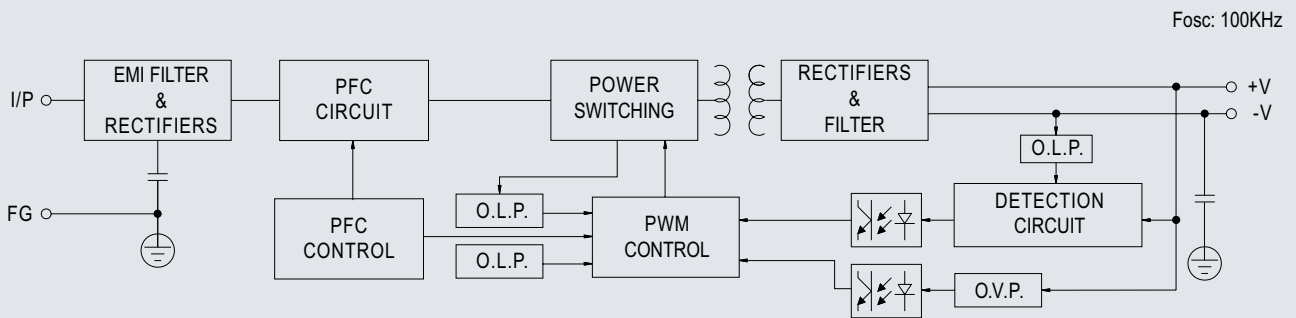 Fosc: 100KHz
I/P
EMI FILTER
&
RECTIFIERS
PFC
CIRCUIT
POWER
SWITCHING
RECTIFIERS
&
FILTER
+V
-V
O.L.P.
FG
PFC
CONTROL
O.L.P.
O.L.P.
PWM
CONTROL
DETECTION
CIRCUIT
O.V.P.